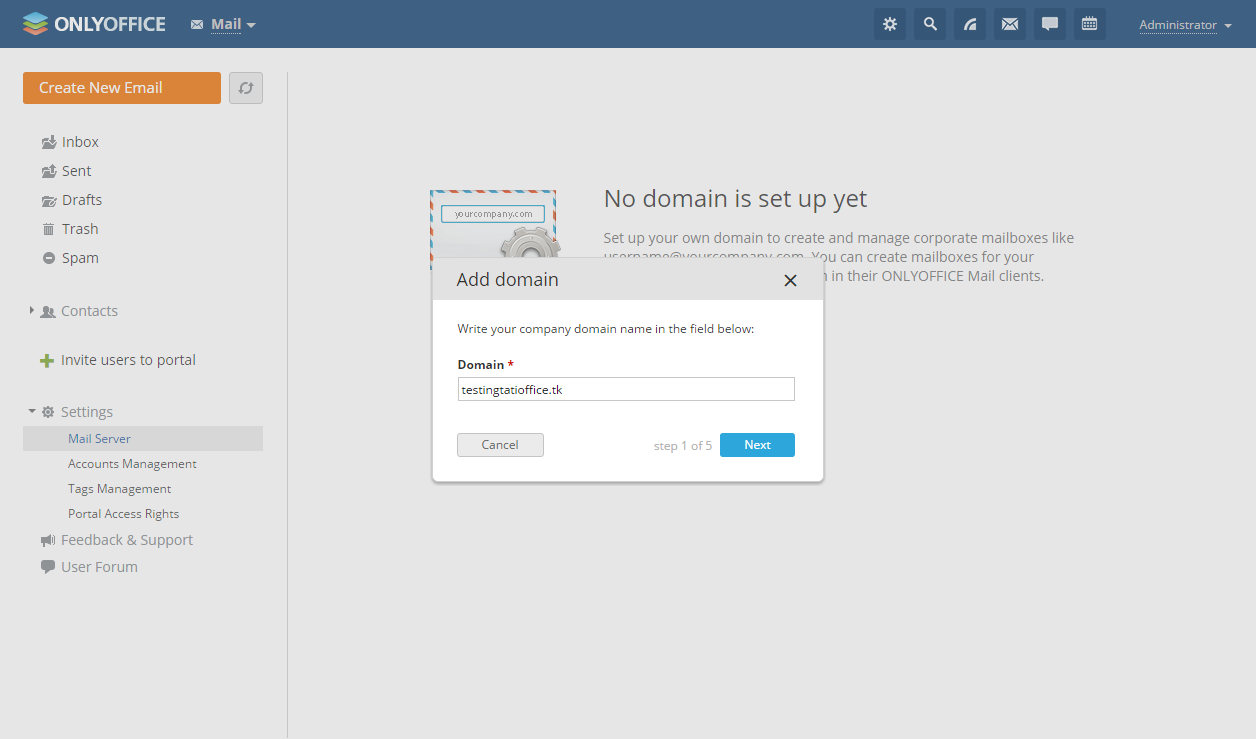 ONLYOFFICE
Mail
Administrator
Create New Email
Inbox
Sent
Drafts
Trash
Spam
Contacts
Invite users to portal
Settings
Mail Server
Accounts Management
Tags Management
Portal Access Rights
Feedback & Support
User Forum
yourcompany.com
No domain is set up yet
Set up your own domain to create and manage corporate mailboxes like
username@yourcompany.com. You can create mailboxes for your
in their ONLYOFFICE Mail clients.
Add domain
Write your company domain name in the field below:
Domain *
testingtatioffice.tk
Cancel
step 1 of 5
Next